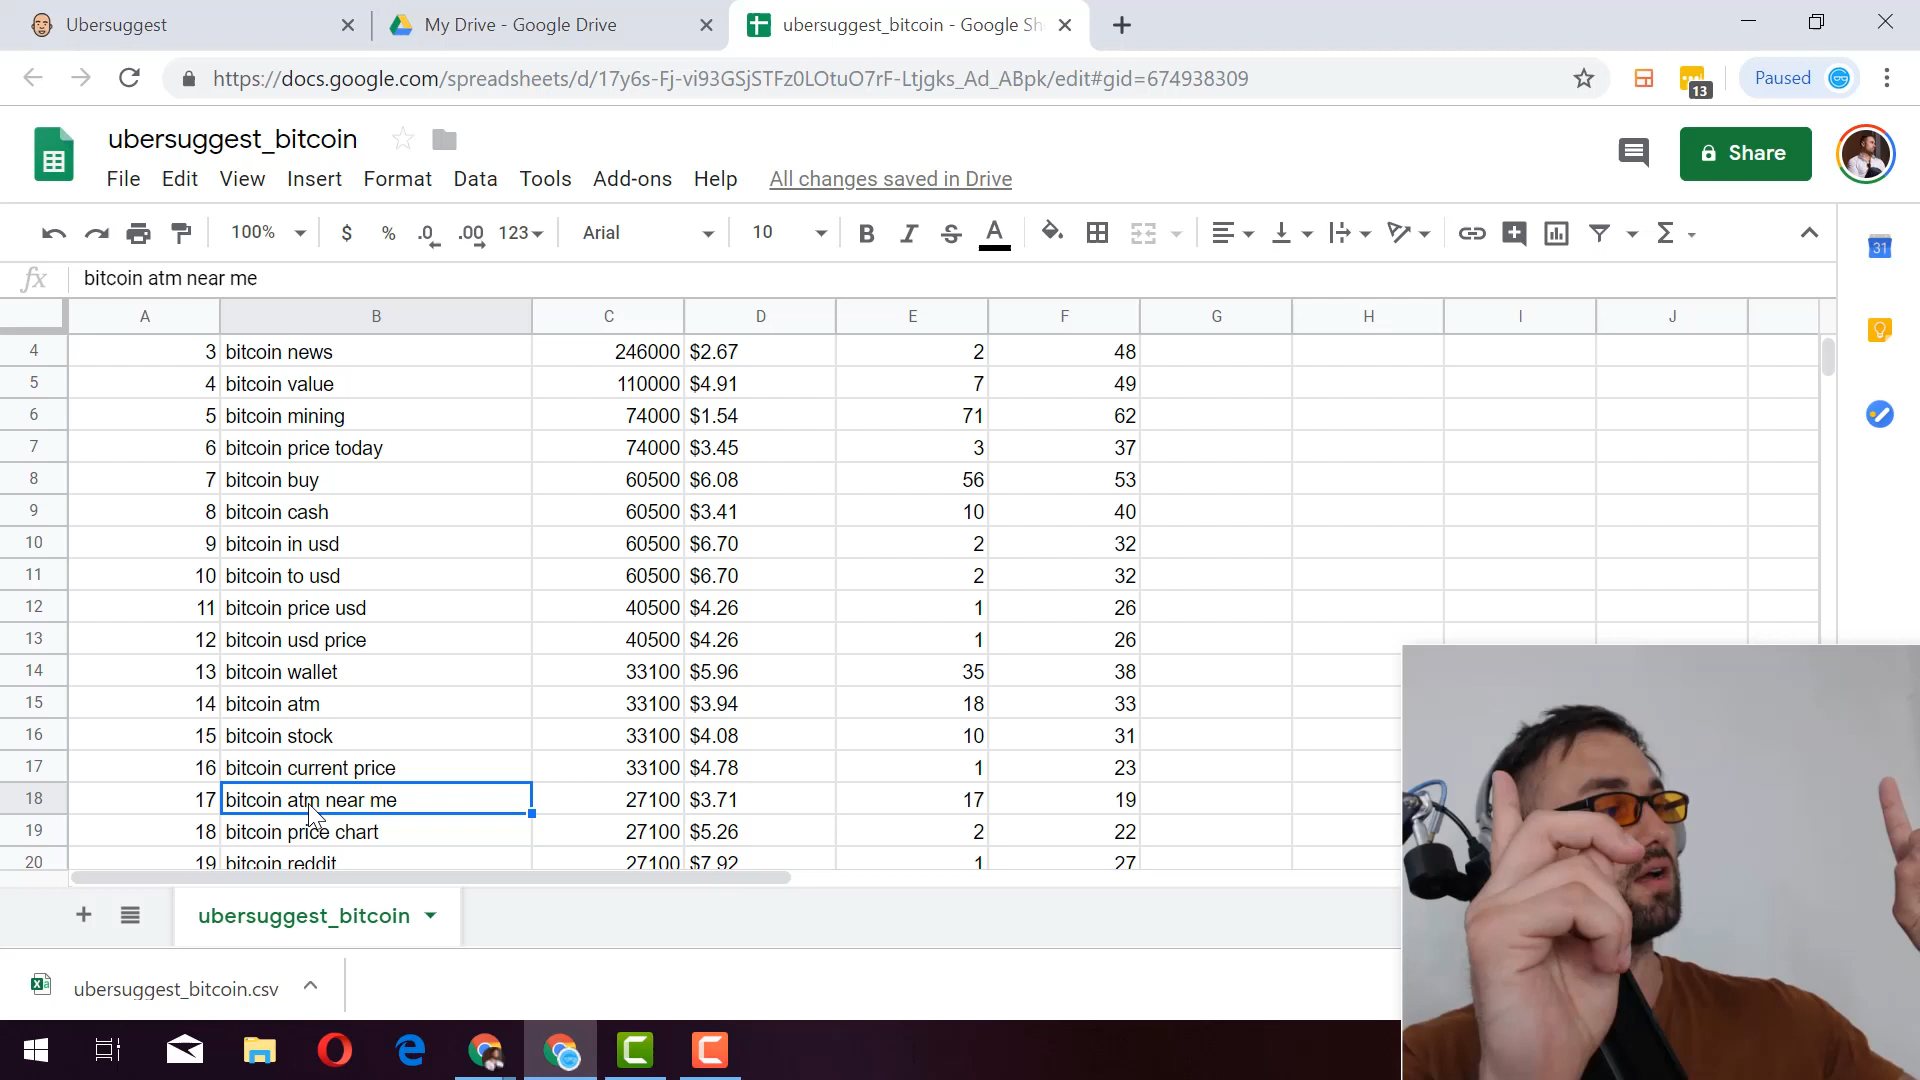 Ubersuggest
My Drive - Google Drive
ubersuggest_bitcoin - Google Sh
https://docs.google.com/spreadsheets/d/17y6s-Fj-vi93GSjSTFz0LOtuO7rF-Ltjgks_Ad_ABpk/edit#gid=674938309
13
Paused
ubersuggest_bitcoin
File Edit View Insert Format Data Tools Add-ons Help All changes saved in Drive
Share
100% $ % .0 .00 123 Arial 10 B I S A Σ
31
fx bitcoin atm near me
A B C D E F G H I J
4 3 bitcoin news 246000 $2.67 2 48
5 4 bitcoin value 110000 $4.91 7 49
6 5 bitcoin mining 74000 $1.54 71 62
7 6 bitcoin price today 74000 $3.45 3 37
8 7 bitcoin buy 60500 $6.08 56 53
9 8 bitcoin cash 60500 $3.41 10 40
10 9 bitcoin in usd 60500 $6.70 2 32
11 10 bitcoin to usd 60500 $6.70 2 32
12 11 bitcoin price usd 40500 $4.26 1 26
13 12 bitcoin usd price 40500 $4.26 1 26
14 13 bitcoin wallet 33100 $5.96 35 38
15 14 bitcoin atm 33100 $3.94 18 33
16 15 bitcoin stock 33100 $4.08 10 31
17 16 bitcoin current price 33100 $4.78 1 23
18 17 bitcoin atm near me 27100 $3.71 17 19
19 18 bitcoin price chart 27100 $5.26 2 22
20 19 bitcoin reddit 27100 $7.92 1 27
ubersuggest_bitcoin
ubersuggest_bitcoin.csv